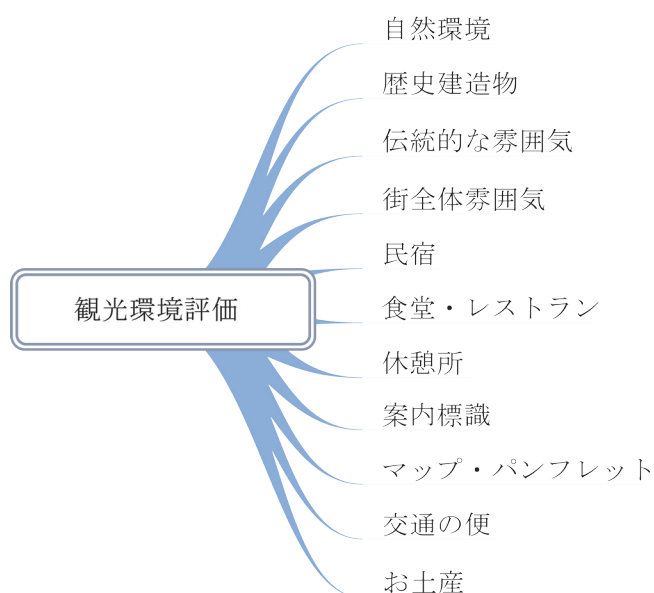 観光環境評価
自然環境
歴史建造物
伝統的な雰囲気
街全体雰囲気
民宿
食堂・レストラン
休憩所
案内標識
マップ・パンフレット
交通の便
お土産